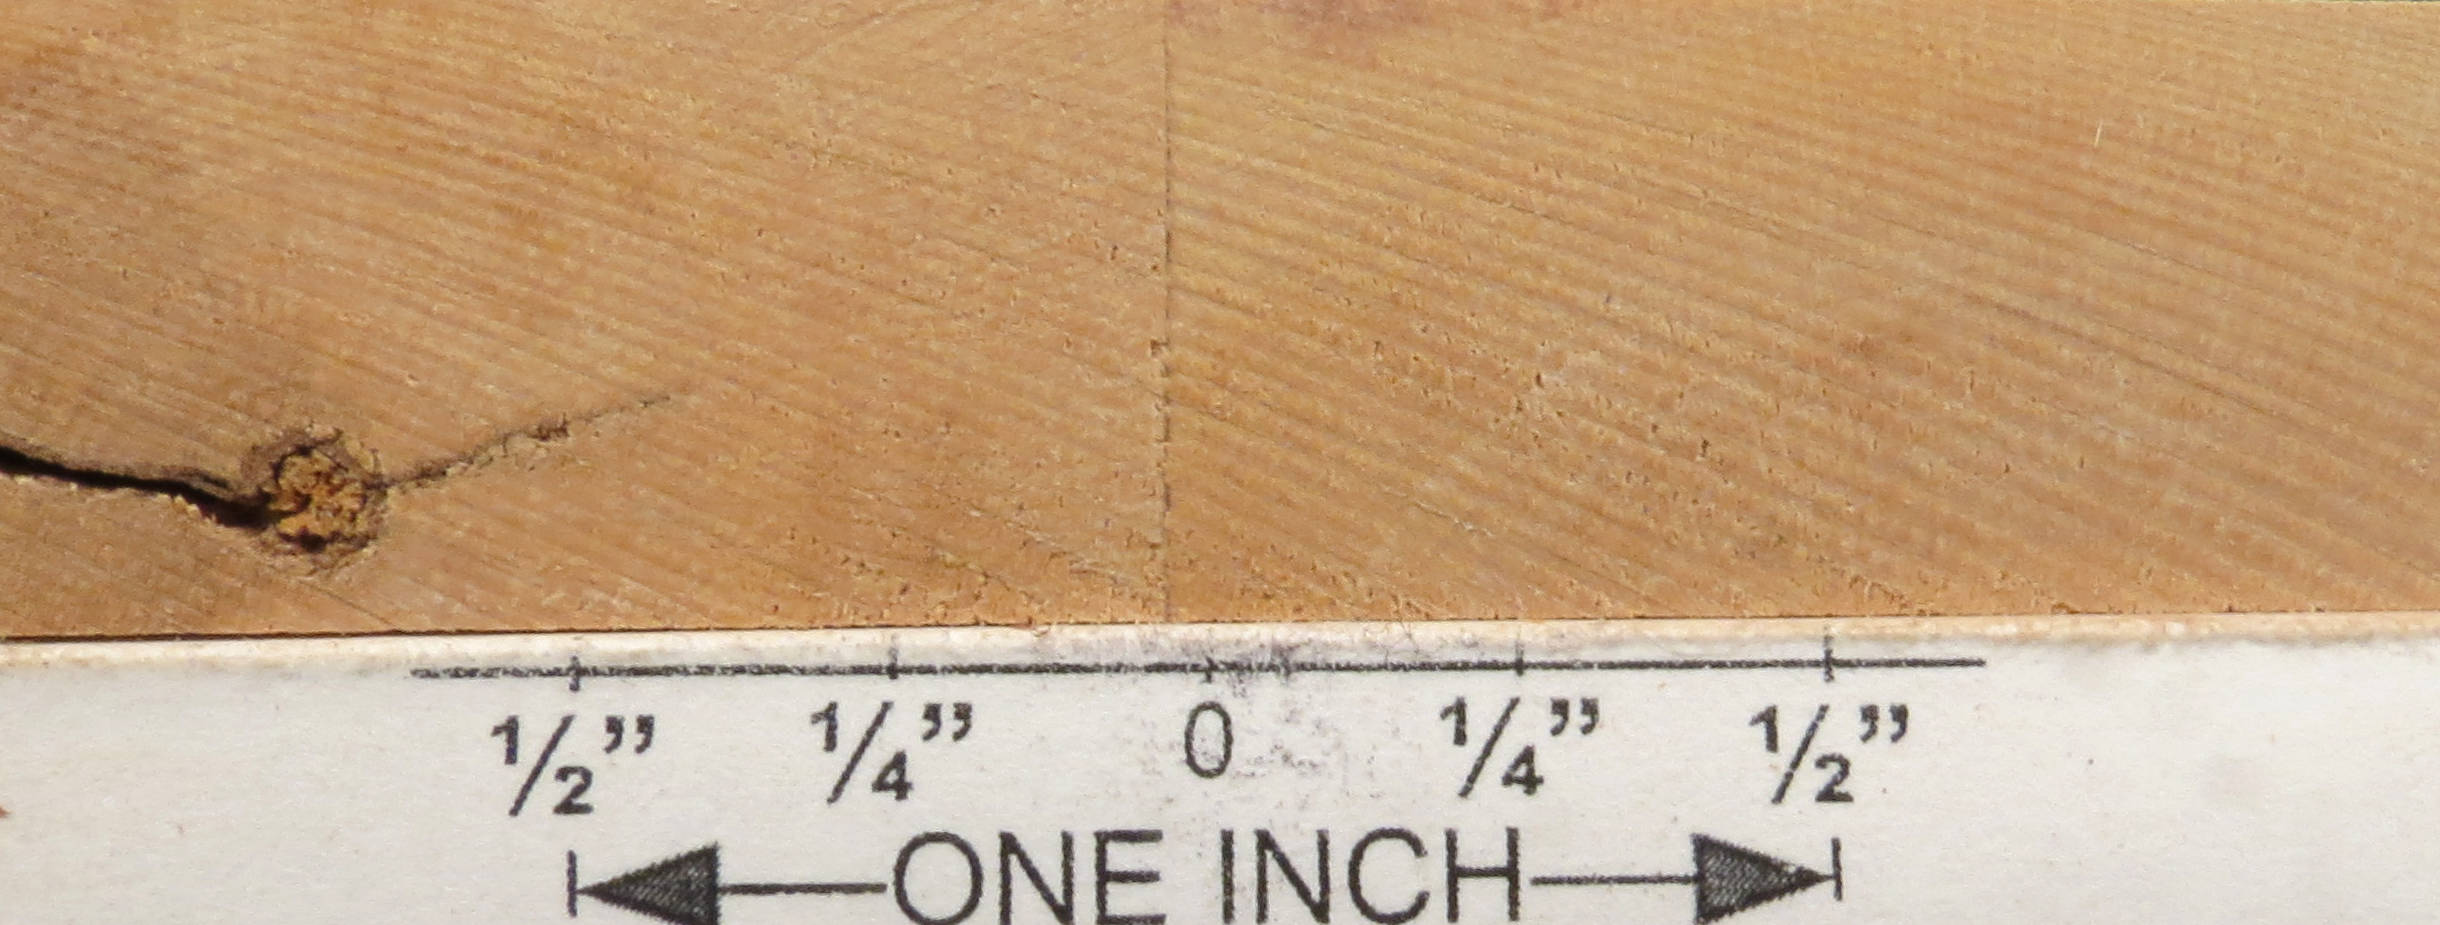 1/2” 1/4” 0 1/4” 1/2”
ONE INCH